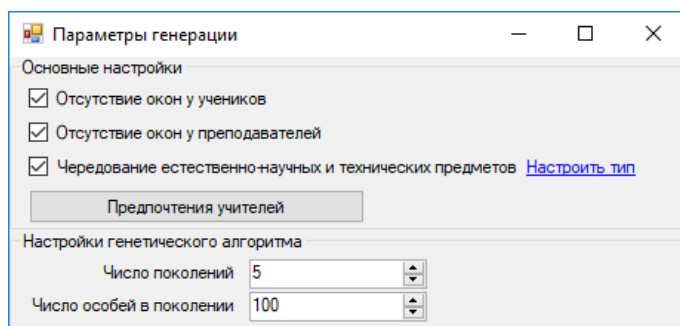 Параметры генерации
Основные настройки
Отсутствие окон у учеников
Отсутствие окон у преподавателей
Чередование естественно-научных и технических предметов Настроить тип
Предпочтения учителей
Настройки генетического алгоритма
Число поколений 5
Число особей в поколении 100